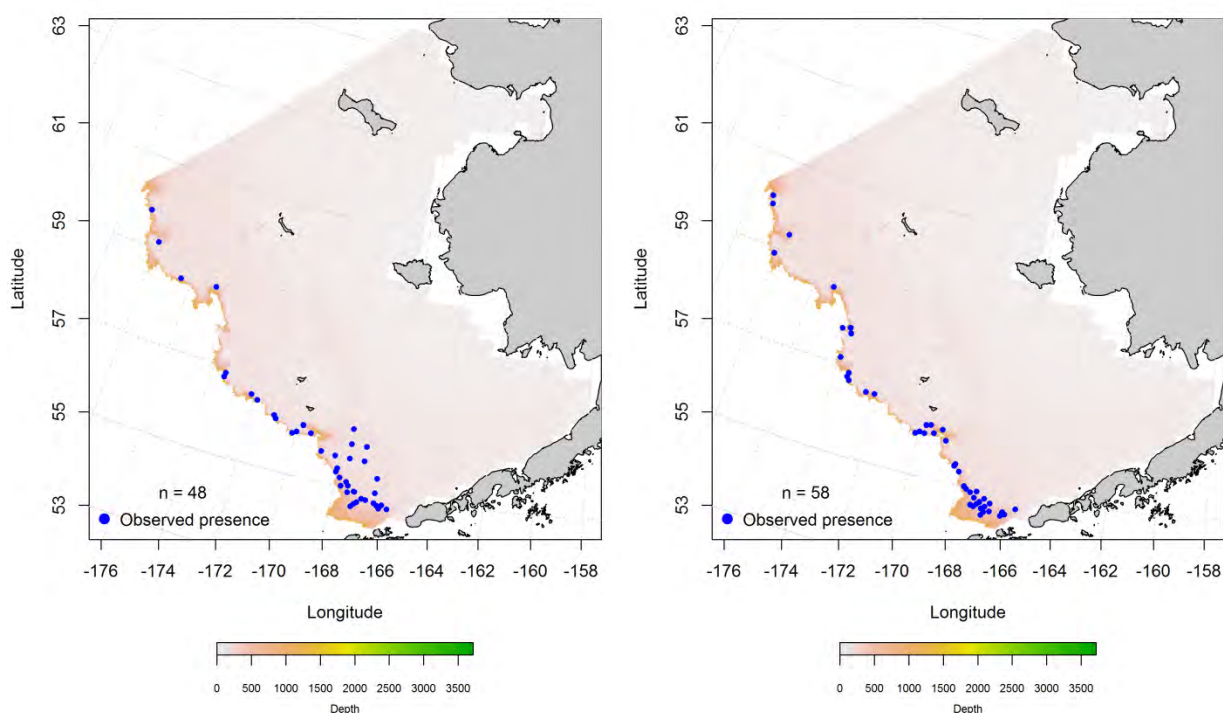 63
61
59
57
55
53
Latitude
n = 48
Observed presence
-176 -174 -172 -170 -168 -166 -164 -162 -160 -158
Longitude
0 500 1000 1500 2000 2500 3000 3500
Depth
63
61
59
57
55
53
Latitude
n = 58
Observed presence
-176 -174 -172 -170 -168 -166 -164 -162 -160 -158
Longitude
0 500 1000 1500 2000 2500 3000 3500
Depth